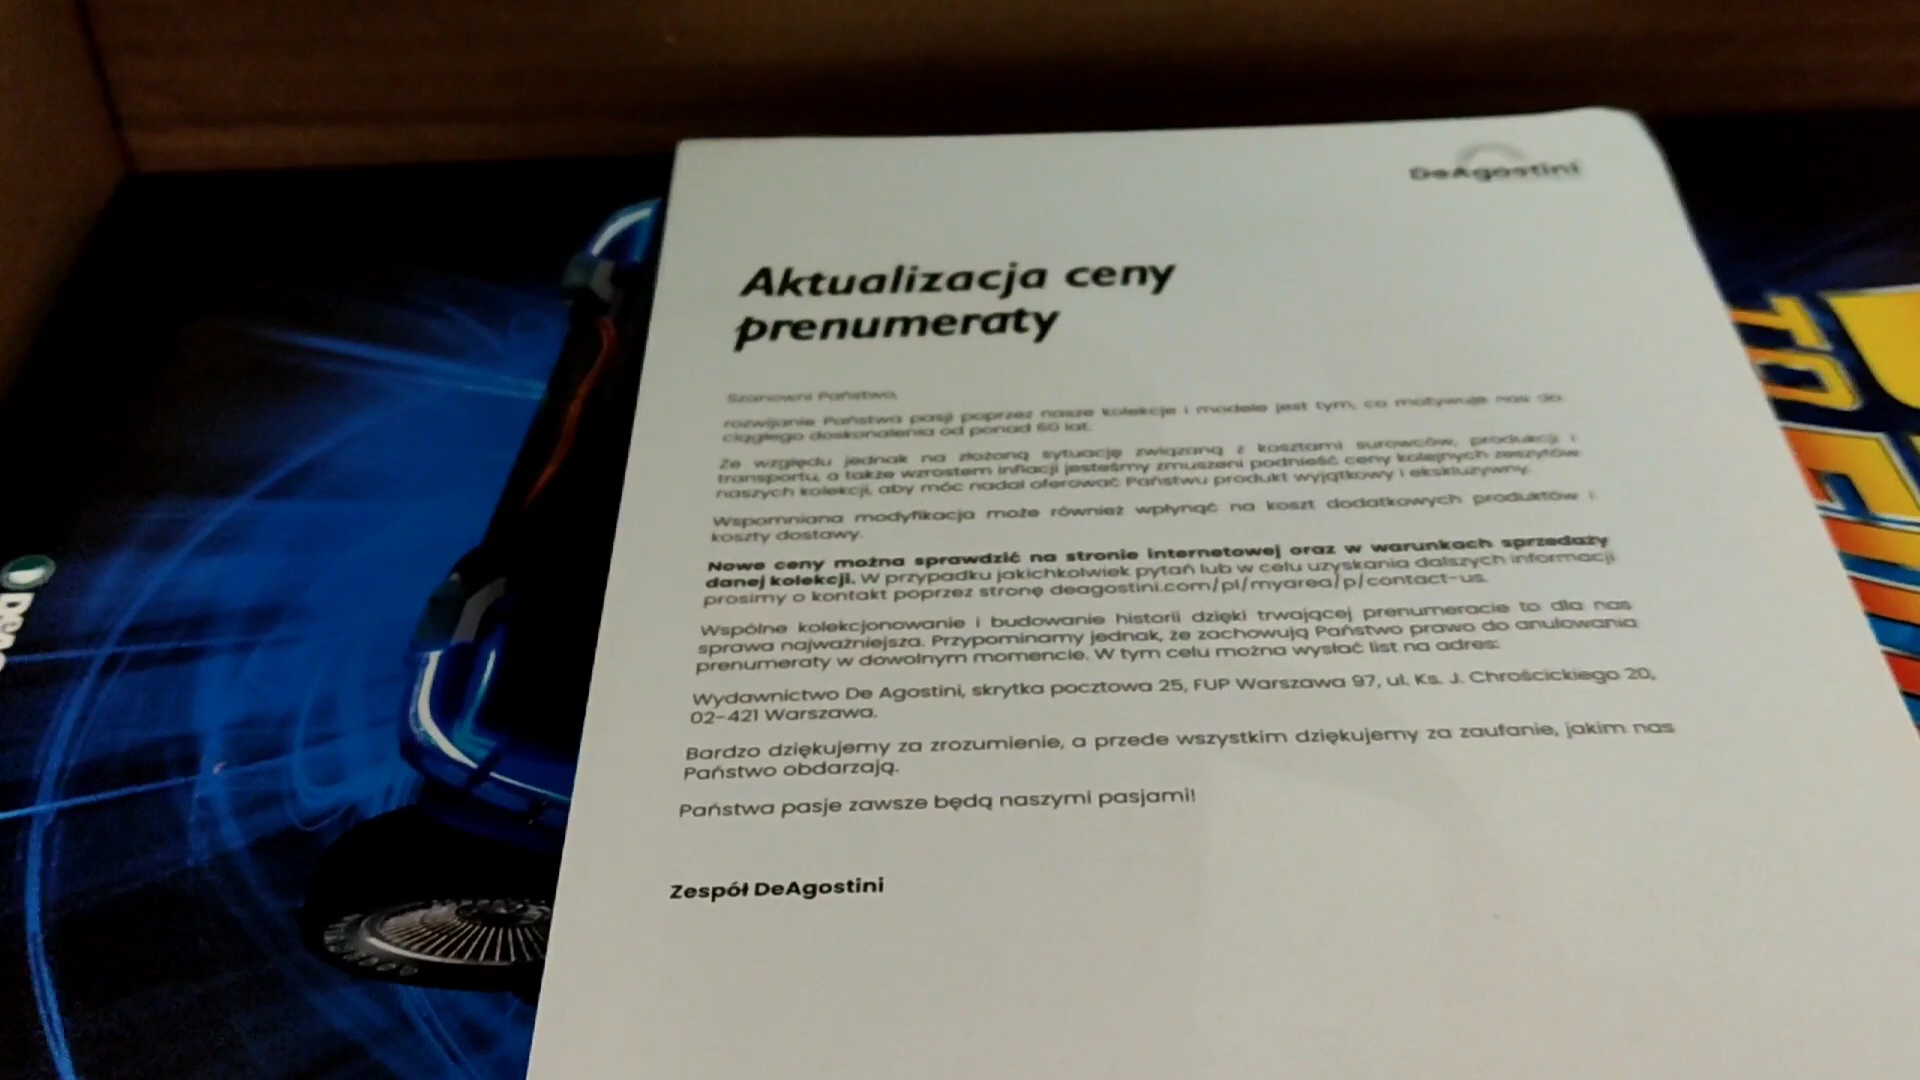 DeAgostini
Aktualizacja ceny
prenumeraty
Szanowni Państwo,
rozwijanie Państwa pasji poprzez nasze kolekcje i modele jest tym, co motywuje nas do
ciągłego doskonalenia od ponad 60 lat.
Ze względu jednak na złożoną sytuację związaną z kosztami surowców, produkcji i
transportu, a także wzrostem inflacji jesteśmy zmuszeni podnieść ceny kolejnych zeszytów
naszych kolekcji, aby móc nadal oferować Państwu produkt wyjątkowy i ekskluzywny.
Wspomniana modyfikacja może również wpłynąć na koszt dodatkowych produktów i
koszty dostawy.
Nowe ceny można sprawdzić na stronie internetowej oraz w warunkach sprzedaży
danej kolekcji. W przypadku jakichkolwiek pytań lub w celu uzyskania dalszych informacji
prosimy o kontakt poprzez stronę deagostini.com/pl/myarea/p/contact-us.
Wspólne kolekcjonowanie i budowanie historii dzięki trwającej prenumeracie to dla nas
sprawa najważniejsza. Przypominamy jednak, że zachowują Państwo prawo do anulowania
prenumeraty w dowolnym momencie. W tym celu można wysłać list na adres:
Wydawnictwo De Agostini, skrytka pocztowa 25, FUP Warszawa 97, ul. Ks. J. Chrościckiego 20,
02-421 Warszawa.
Bardzo dziękujemy za zrozumienie, a przede wszystkim dziękujemy za zaufanie, jakim nas
Państwo obdarzają.
Państwa pasje zawsze będą naszymi pasjami!
Zespół DeAgostini
TO